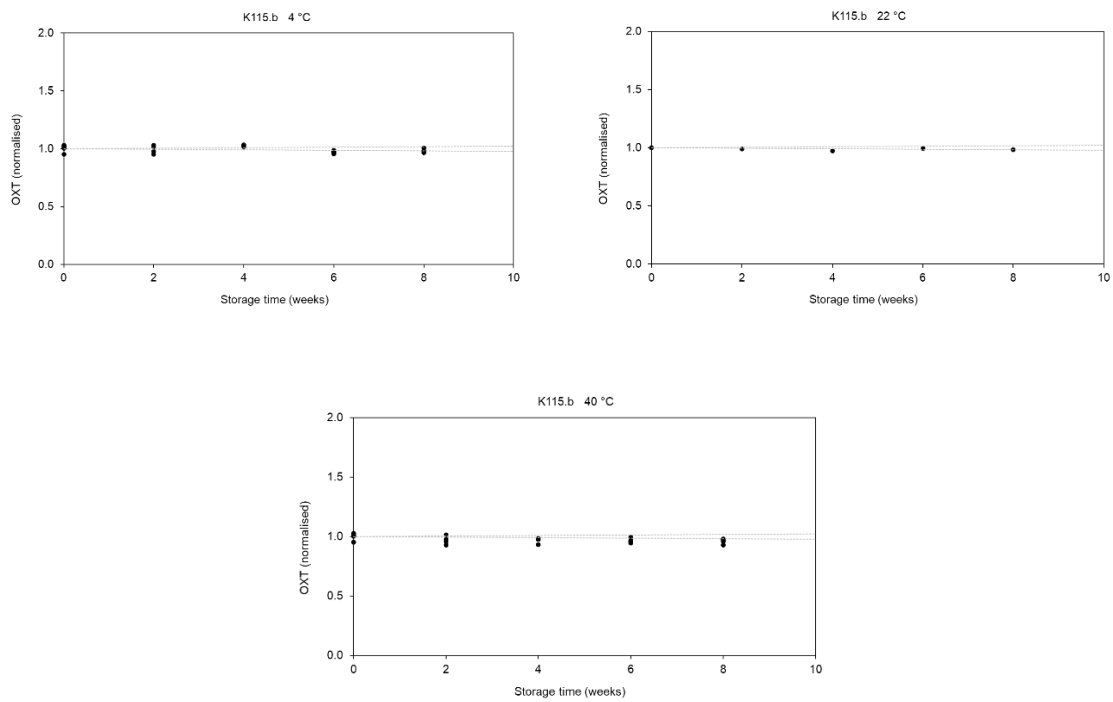 K115.b 4 °C
2.0
1.5
1.0
0.5
0.0
OXT (normalised)
0 2 4 6 8 10
Storage time (weeks)
K115.b 22 °C
2.0
1.5
1.0
0.5
0.0
OXT (normalised)
0 2 4 6 8 10
Storage time (weeks)
K115.b 40 °C
2.0
1.5
1.0
0.5
0.0
OXT (normalised)
0 2 4 6 8 10
Storage time (weeks)